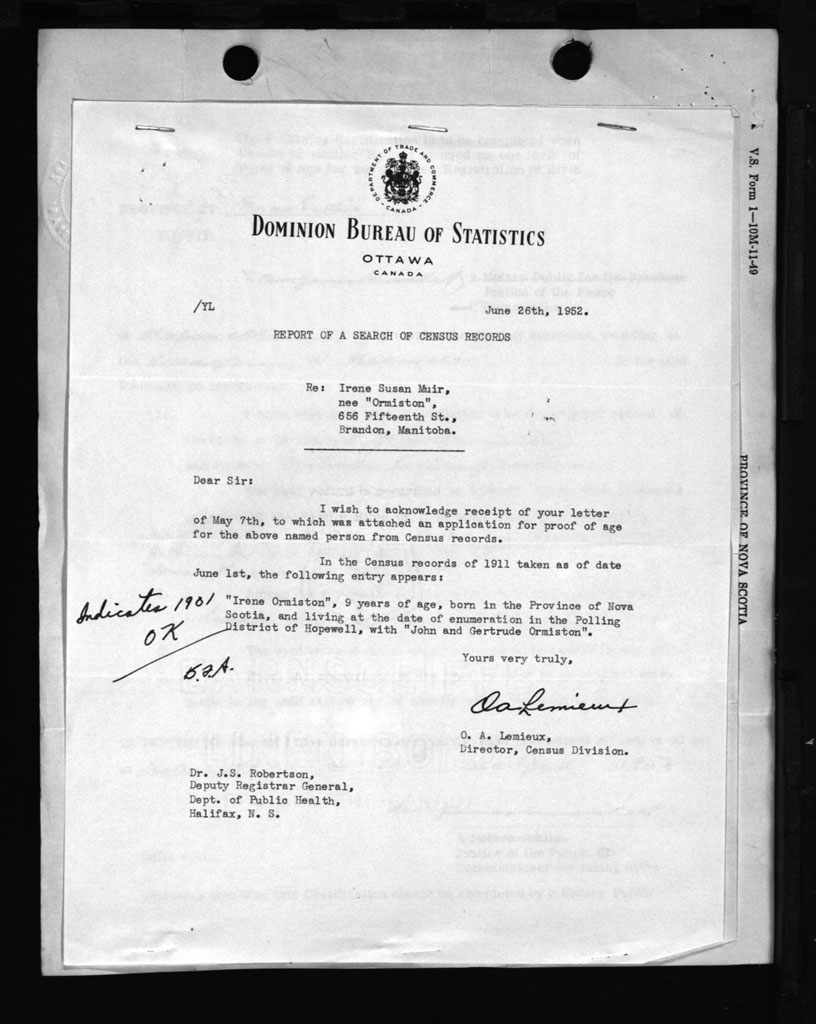 V.S. Form 1—10M-11-49
PROVINCE OF NOVA SCOTIA
DEPARTMENT OF TRADE AND COMMERCE
CANADA
DOMINION BUREAU OF STATISTICS
OTTAWA
CANADA
/YL
June 26th, 1952.
REPORT OF A SEARCH OF CENSUS RECORDS
Re: Irene Susan Muir,
nee "Ormiston",
656 Fifteenth St.,
Brandon, Manitoba.
Dear Sir:
I wish to acknowledge receipt of your letter
of May 7th, to which was attached an application for proof of age
for the above named person from Census records.
In the Census records of 1911 taken as of date
June 1st, the following entry appears:
"Irene Ormiston", 9 years of age, born in the Province of Nova
Scotia, and living at the date of enumeration in the Polling
District of Hopewell, with "John and Gertrude Ormiston".
Indicates 1901
OK
Yours very truly,
OaLemieux
O. A. Lemieux,
Director, Census Division.
Dr. J.S. Robertson,
Deputy Registrar General,
Dept. of Public Health,
Halifax, N. S.